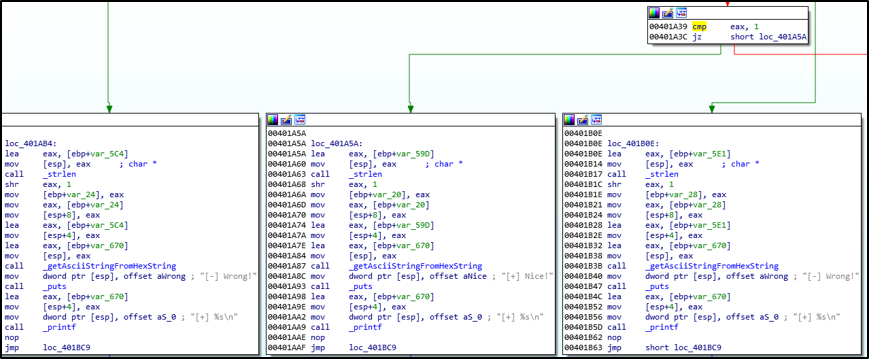 00401A39 cmp eax, 1
00401A3C jz short loc_401A5A
loc_401AB4:
lea eax, [ebp+var_5C4]
mov [esp], eax ; char *
call _strlen
shr eax, 1
mov [ebp+var_24], eax
mov eax, [ebp+var_24]
mov [esp+8], eax
lea eax, [ebp+var_5C4]
mov [esp+4], eax
lea eax, [ebp+var_670]
mov [esp], eax
call _getAsciiStringFromHexString
mov dword ptr [esp], offset aWrong ; "[-] Wrong!"
call _puts
lea eax, [ebp+var_670]
mov [esp+4], eax
mov dword ptr [esp], offset aS_0 ; "[+] %s\n"
call _printf
nop
jmp loc_401BC9
00401A5A
00401A5A loc_401A5A:
00401A5A lea eax, [ebp+var_59D]
00401A60 mov [esp], eax ; char *
00401A63 call _strlen
00401A68 shr eax, 1
00401A6A mov [ebp+var_20], eax
00401A6D mov eax, [ebp+var_20]
00401A70 mov [esp+8], eax
00401A74 lea eax, [ebp+var_59D]
00401A7A mov [esp+4], eax
00401A7E lea eax, [ebp+var_670]
00401A84 mov [esp], eax
00401A87 call _getAsciiStringFromHexString
00401A8C mov dword ptr [esp], offset aNice ; "[+] Nice!"
00401A93 call _puts
00401A98 lea eax, [ebp+var_670]
00401A9E mov [esp+4], eax
00401AA2 mov dword ptr [esp], offset aS_0 ; "[+] %s\n"
00401AA9 call _printf
00401AAE nop
00401AAF jmp loc_401BC9
00401B0E
00401B0E loc_401B0E:
00401B0E lea eax, [ebp+var_5E1]
00401B14 mov [esp], eax ; char *
00401B17 call _strlen
00401B1C shr eax, 1
00401B1E mov [ebp+var_28], eax
00401B21 mov eax, [ebp+var_28]
00401B24 mov [esp+8], eax
00401B28 lea eax, [ebp+var_5E1]
00401B2E mov [esp+4], eax
00401B32 lea eax, [ebp+var_670]
00401B38 mov [esp], eax
00401B3B call _getAsciiStringFromHexString
00401B40 mov dword ptr [esp], offset aWrong ; "[-] Wrong!"
00401B47 call _puts
00401B4C lea eax, [ebp+var_670]
00401B52 mov [esp+4], eax
00401B56 mov dword ptr [esp], offset aS_0 ; "[+] %s\n"
00401B5D call _printf
00401B62 nop
00401B63 jmp short loc_401BC9